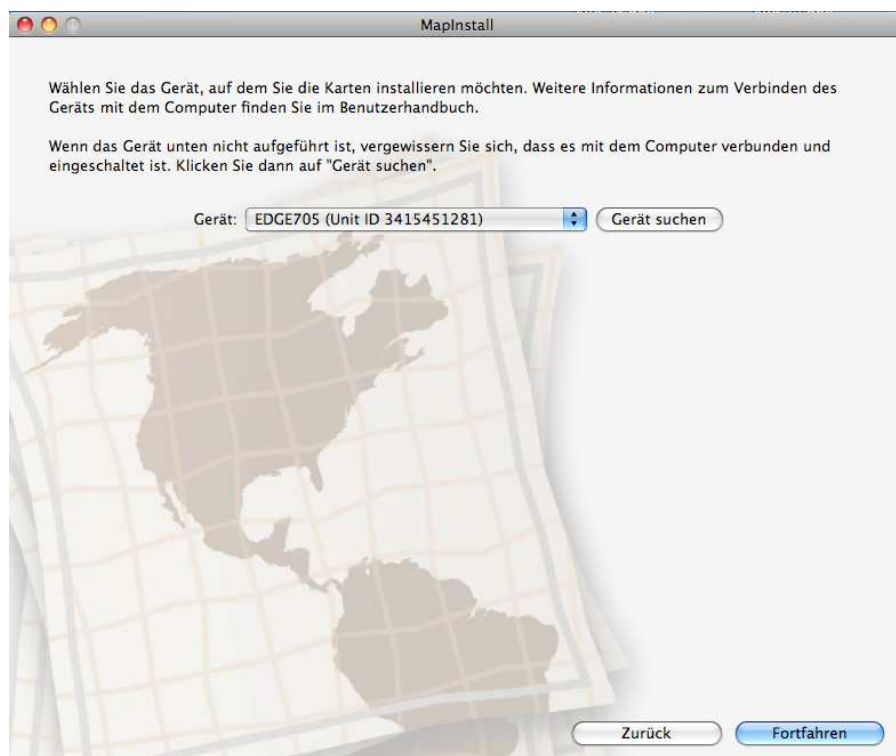 MapInstall
Wählen Sie das Gerät, auf dem Sie die Karten installieren möchten. Weitere Informationen zum Verbinden des
Geräts mit dem Computer finden Sie im Benutzerhandbuch.
Wenn das Gerät unten nicht aufgeführt ist, vergewissern Sie sich, dass es mit dem Computer verbunden und
eingeschaltet ist. Klicken Sie dann auf "Gerät suchen".
Gerät: EDGE705 (Unit ID 3415451281) Gerät suchen
Zurück Fortfahren